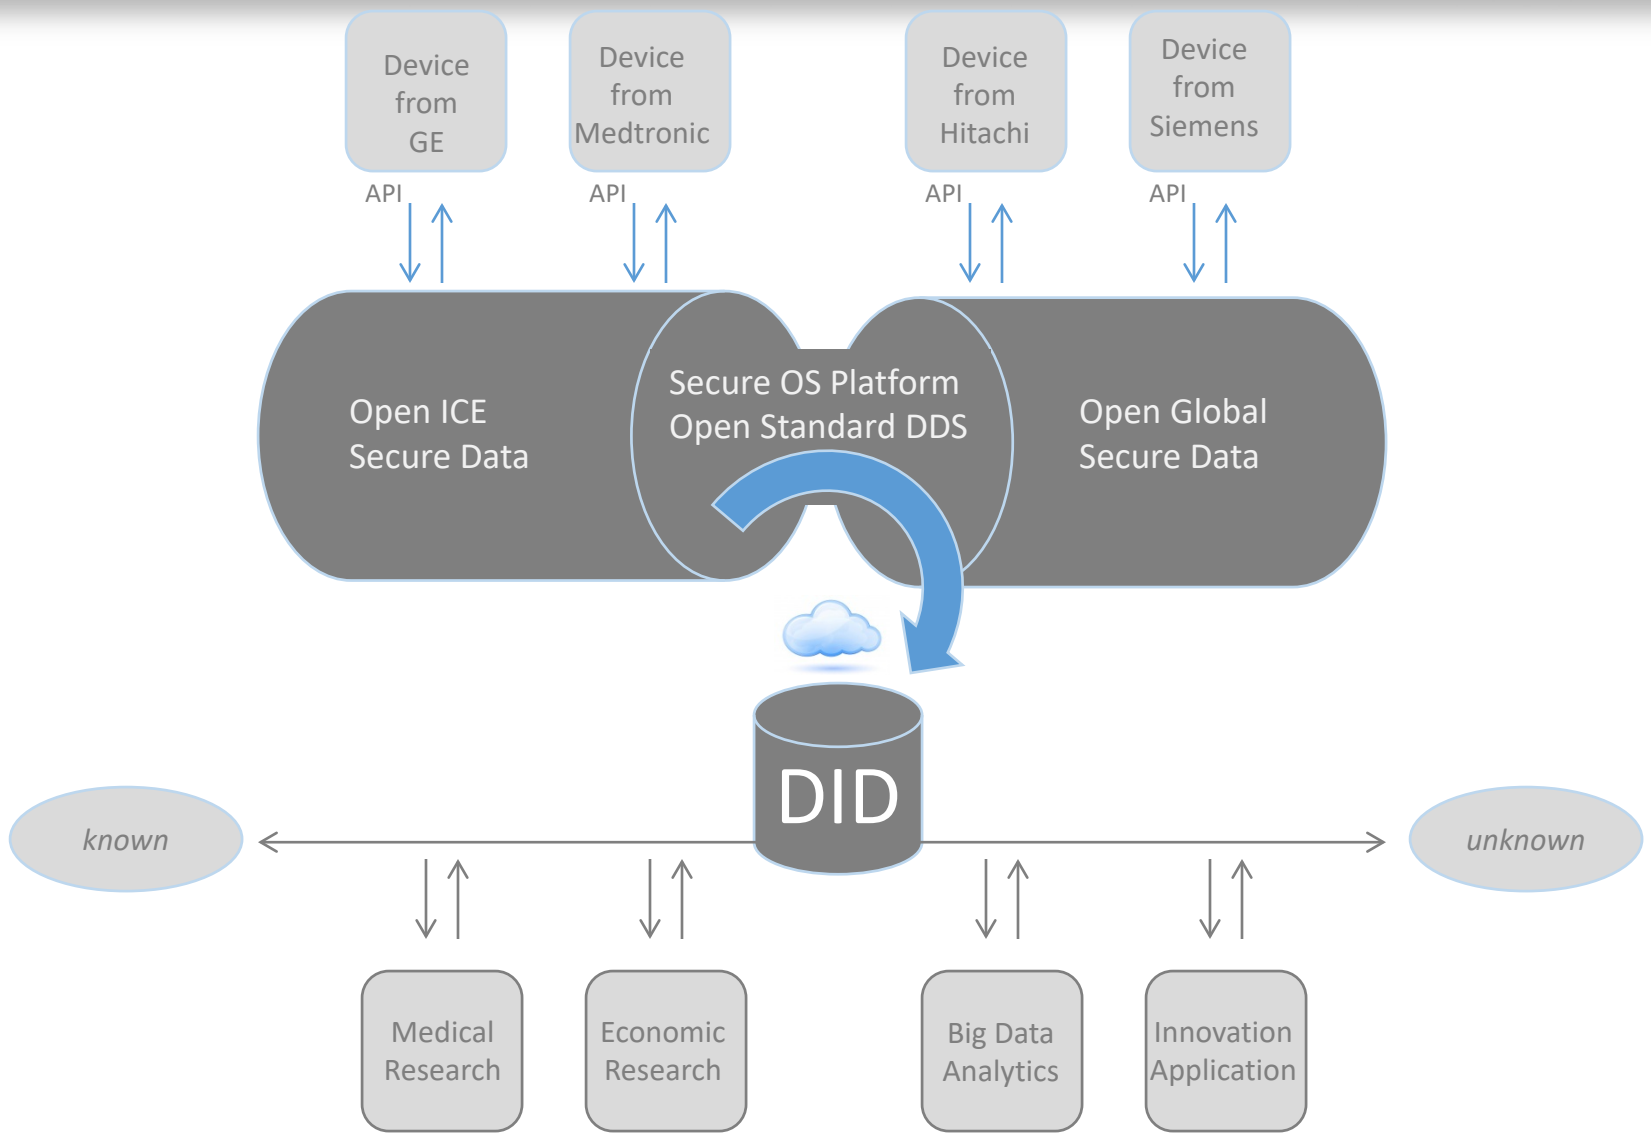 Device
from
GE
Device
from
Medtronic
Device
from
Hitachi
Device
from
Siemens
API
API
API
API
Open ICE
Secure Data
Secure OS Platform
Open Standard DDS
Open Global
Secure Data
DID
known
unknown
Medical
Research
Economic
Research
Big Data
Analytics
Innovation
Application